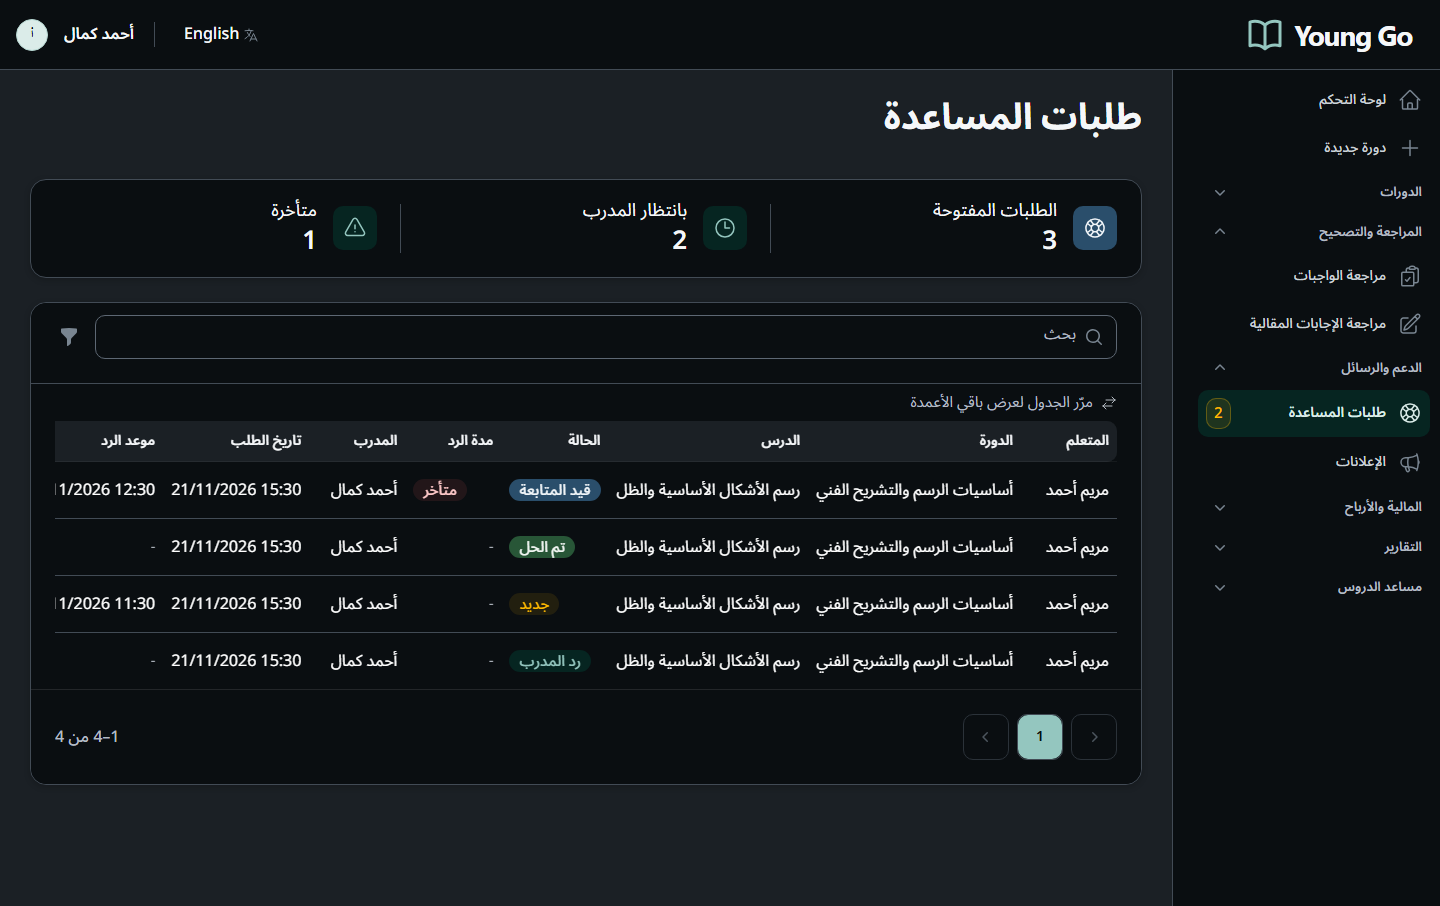 Young Go
English
أحمد كمال
i
لوحة التحكم
دورة جديدة
الدورات
المراجعة والتصحيح
مراجعة الواجبات
مراجعة الإجابات المقالية
الدعم والرسائل
طلبات المساعدة 2
الإعلانات
المالية والأرباح
التقارير
مساعد الدروس
طلبات المساعدة
الطلبات المفتوحة
3
بانتظار المدرب
2
متأخرة
1
بحث
مرّر الجدول لعرض باقي الأعمدة
المتعلم الدورة الدرس الحالة مدة الرد المدرب تاريخ الطلب موعد الرد
مريم أحمد أساسيات الرسم والتشريح الفني رسم الأشكال الأساسية والظل قيد المتابعة متأخر أحمد كمال 21/11/2026 15:30 1/2026 12:30
مريم أحمد أساسيات الرسم والتشريح الفني رسم الأشكال الأساسية والظل تم الحل - أحمد كمال 21/11/2026 15:30 -
مريم أحمد أساسيات الرسم والتشريح الفني رسم الأشكال الأساسية والظل جديد - أحمد كمال 21/11/2026 15:30 1/2026 11:30
مريم أحمد أساسيات الرسم والتشريح الفني رسم الأشكال الأساسية والظل رد المدرب - أحمد كمال 21/11/2026 15:30 -
1
1–4 من 4